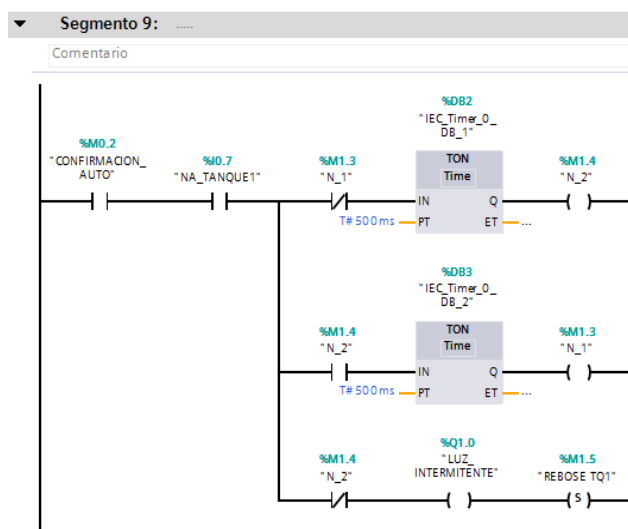 Segmento 9: .....
Comentario
%DB2
"IEC_Timer_0_
DB_1"
%M0.2
"CONFIRMACION_
AUTO"
%I0.7
"NA_TANQUE1"
%M1.3
"N_1"
TON
Time
%M1.4
"N_2"
IN
Q
T#500ms
PT
ET
...
%DB3
"IEC_Timer_0_
DB_2"
%M1.4
"N_2"
TON
Time
%M1.3
"N_1"
IN
Q
T#500ms
PT
ET
...
%M1.4
"N_2"
%Q1.0
"LUZ_
INTERMITENTE"
%M1.5
"REBOSE TQ1"
S